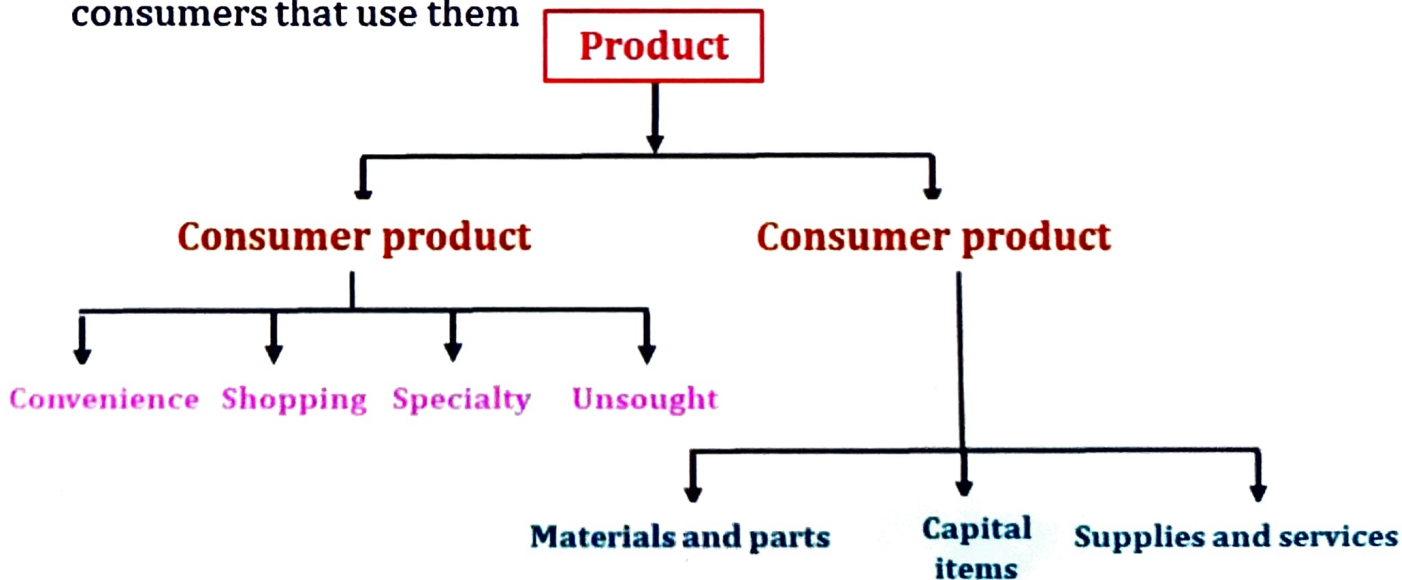 consumers that use them
Product
Consumer product
Consumer product
Convenience
Shopping
Specialty
Unsought
Materials and parts
Capital
items
Supplies and services